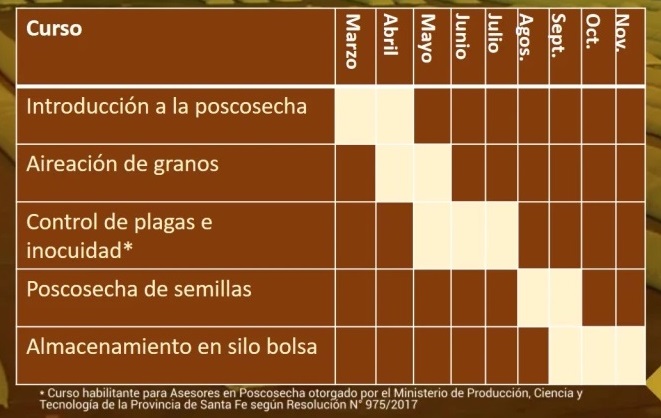 Curso
Marzo
Abril
Mayo
Junio
Julio
Agos.
Sept.
Oct.
Nov.
Introducción a la poscosecha
Aireación de granos
Control de plagas e
inocuidad*
Poscosecha de semillas
Almacenamiento en silo bolsa
* Curso habilitante para Asesores en Poscosecha otorgado por el Ministerio de Producción, Ciencia y
Tecnología de la Provincia de Santa Fe según Resolución N° 975/2017